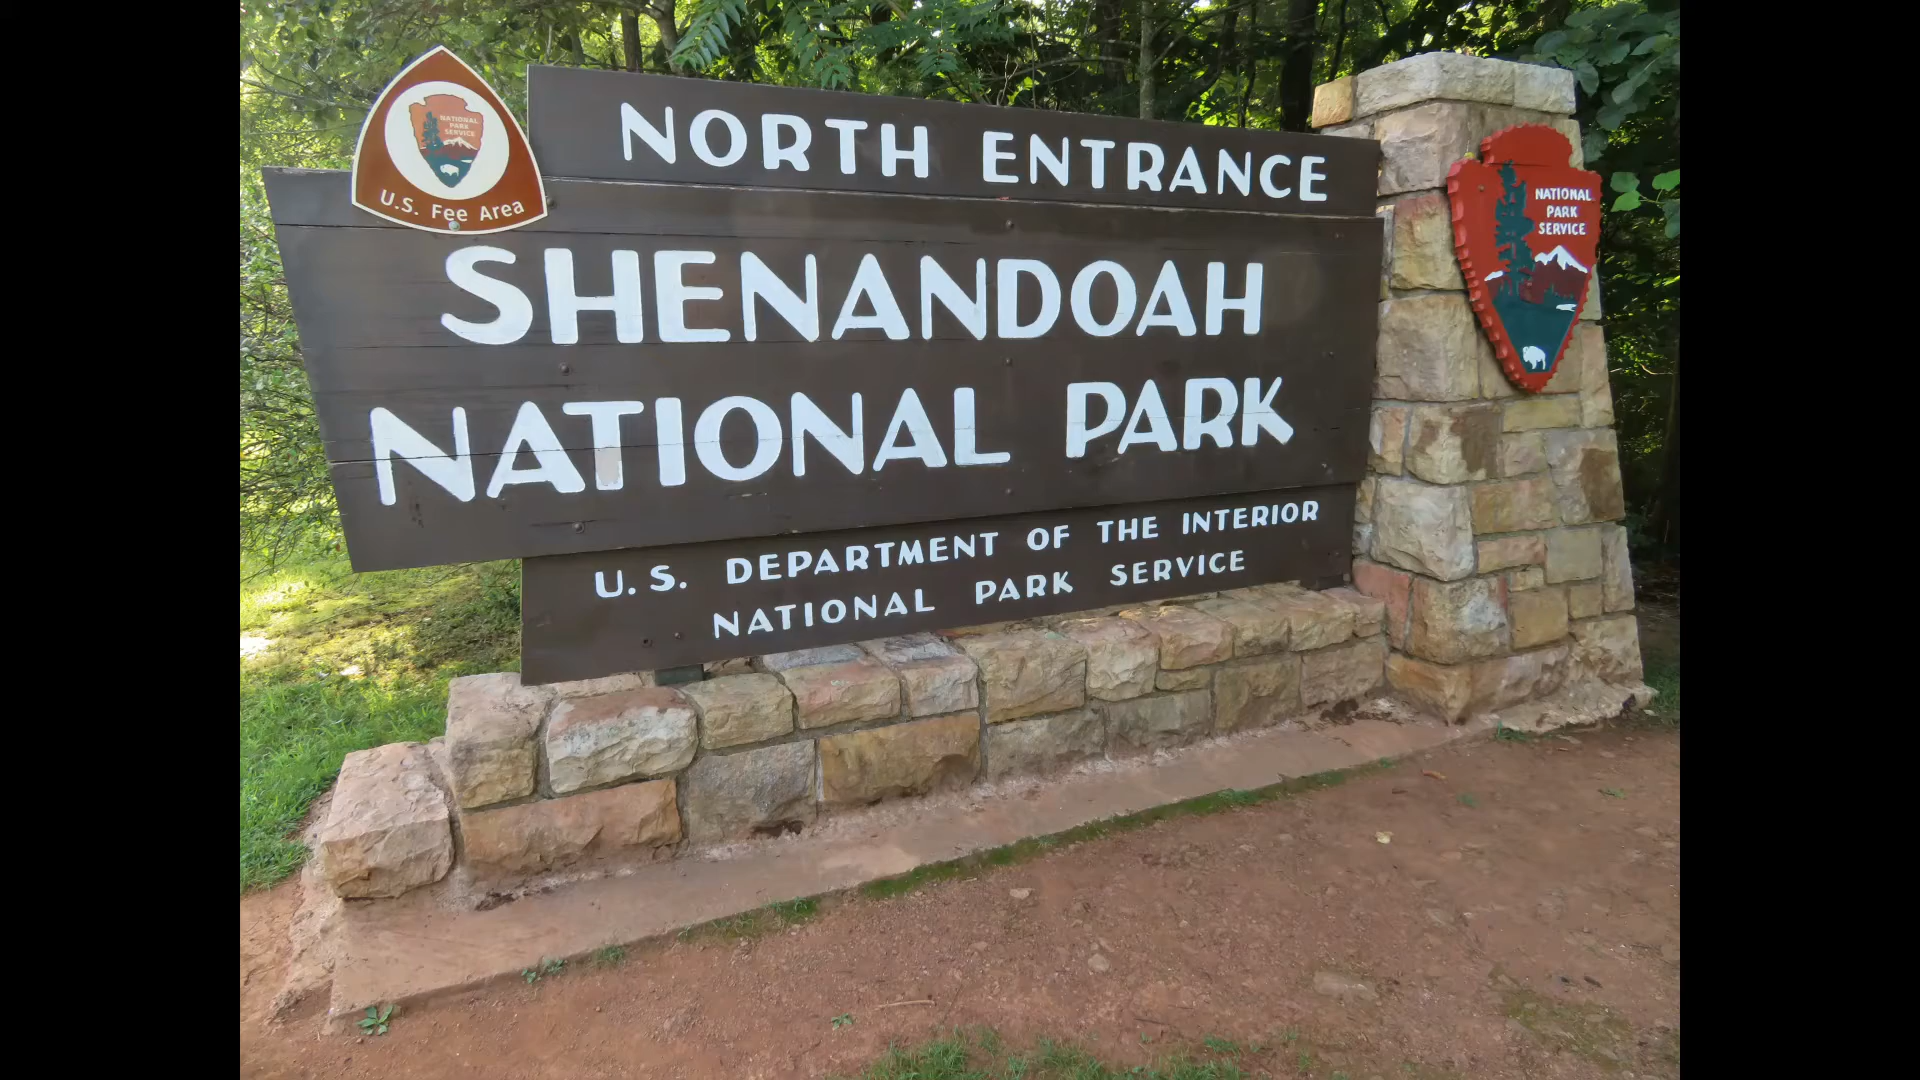 NATIONAL
PARK
SERVICE
U.S. Fee Area
NORTH ENTRANCE
SHENANDOAH
NATIONAL PARK
U.S. DEPARTMENT OF THE INTERIOR
NATIONAL PARK SERVICE
NATIONAL
PARK
SERVICE